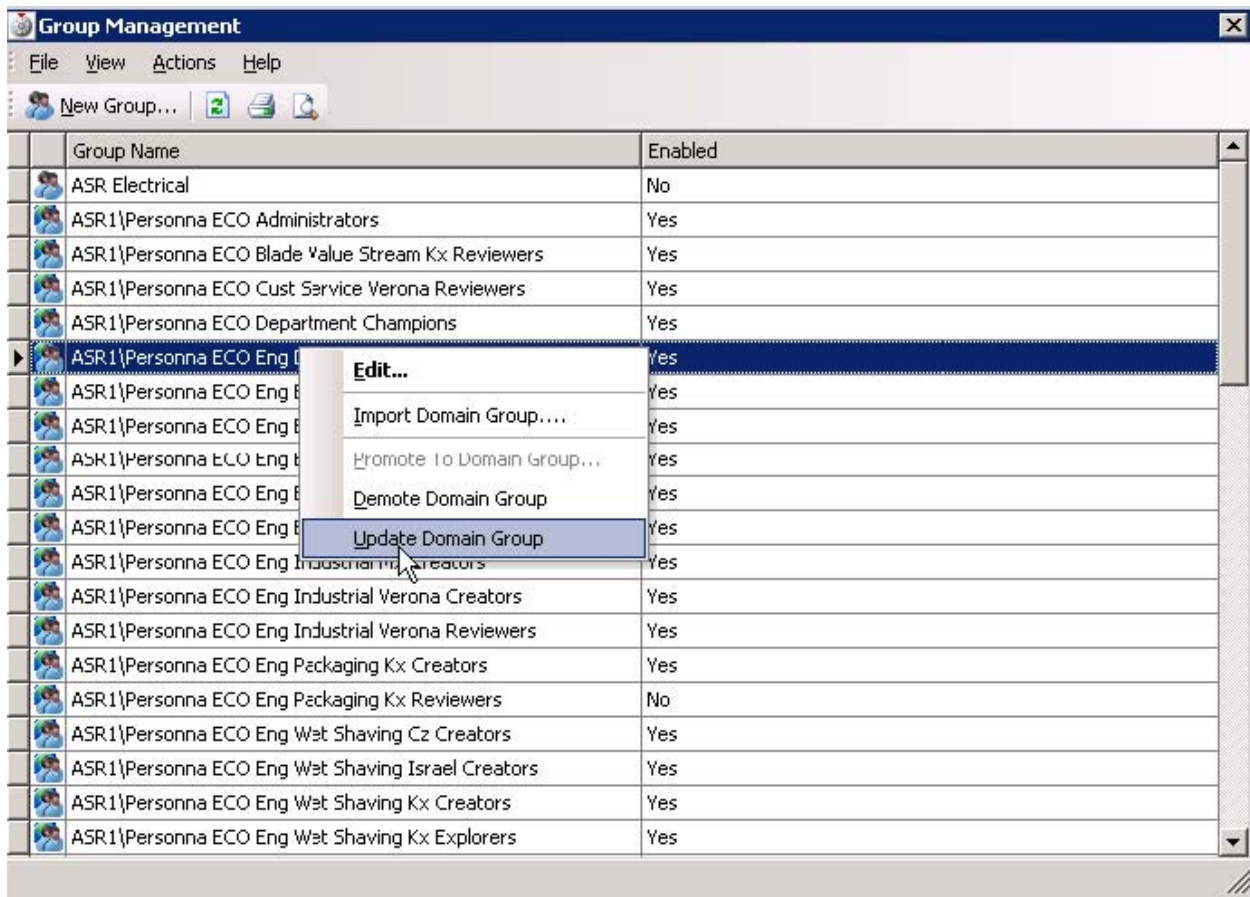 Group Management
File View Actions Help
New Group...
Group Name Enabled
ASR Electrical No
ASR1\Personna ECO Administrators Yes
ASR1\Personna ECO Blade Value Stream Kx Reviewers Yes
ASR1\Personna ECO Cust Service Verona Reviewers Yes
ASR1\Personna ECO Department Champions Yes
ASR1\Personna ECO Eng Yes
Edit...
ASR1\Personna ECO Eng Yes
Import Domain Group....
ASR1\Personna ECO Eng Yes
ASR1\Personna ECO Eng Yes
Promote To Domain Group...
ASR1\Personna ECO Eng Yes
Demote Domain Group
ASR1\Personna ECO Eng Yes
Update Domain Group
ASR1\Personna ECO Eng Industrial Creators Yes
ASR1\Personna ECO Eng Industrial Verona Creators Yes
ASR1\Personna ECO Eng Industrial Verona Reviewers Yes
ASR1\Personna ECO Eng Packaging Kx Creators Yes
ASR1\Personna ECO Eng Packaging Kx Reviewers No
ASR1\Personna ECO Eng Wet Shaving Cz Creators Yes
ASR1\Personna ECO Eng Wet Shaving Israel Creators Yes
ASR1\Personna ECO Eng Wet Shaving Kx Creators Yes
ASR1\Personna ECO Eng Wet Shaving Kx Explorers Yes